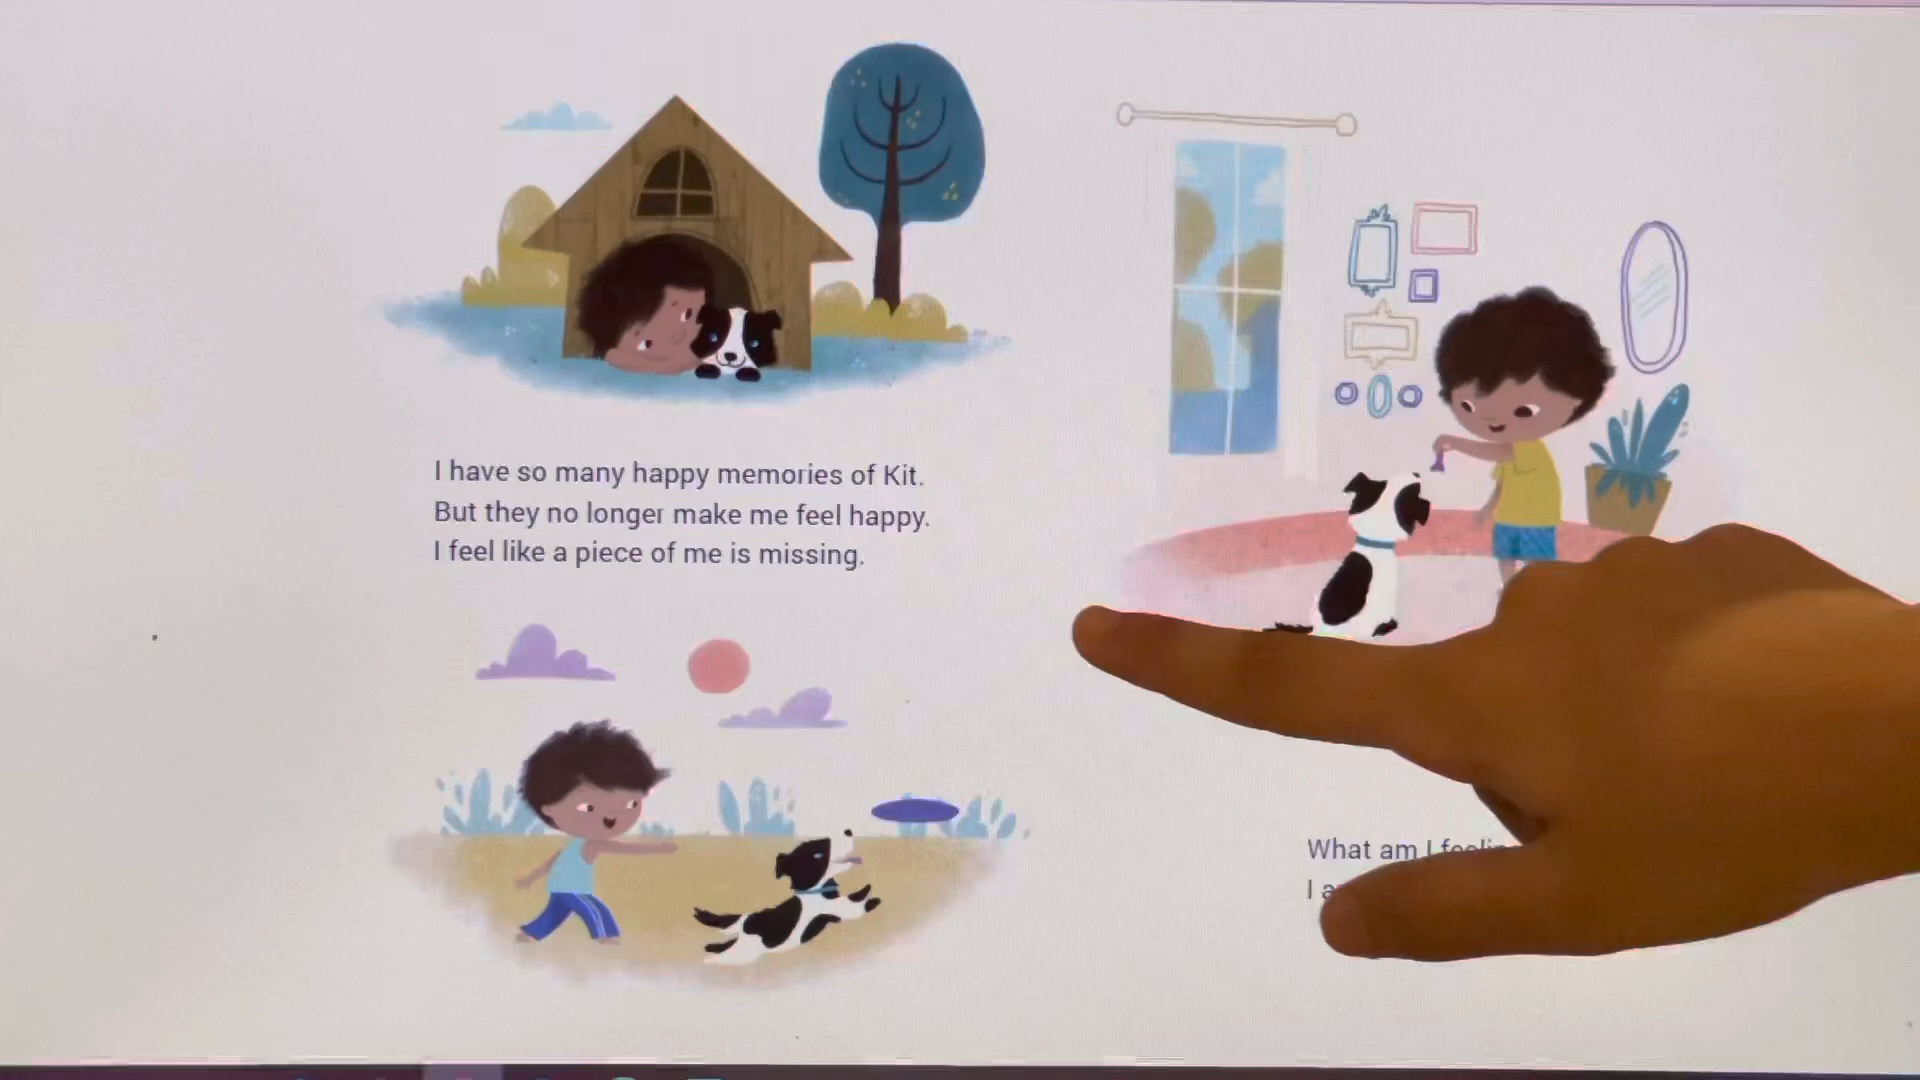 I have so many happy memories of Kit.
But they no longer make me feel happy.
I feel like a piece of me is missing.
What am I
I